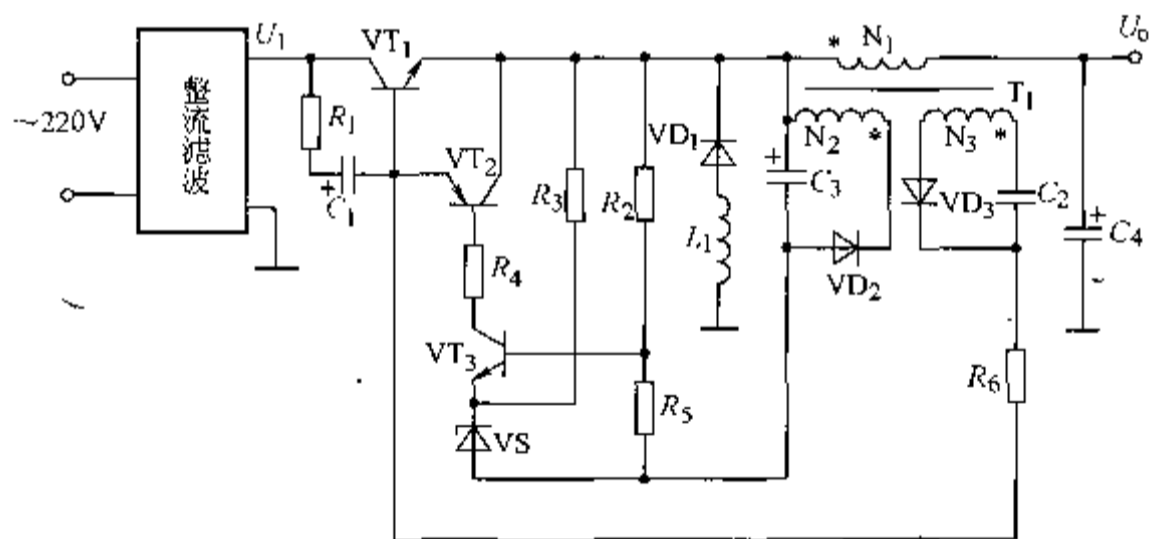 U₁
VT₁
* N₁
U₀
整流滤波
~220V
R₁
+ C₁
VT₂
R₃
R₂
VD₁
L₁
+ C₃
N₂ *
T₁
N₃ *
VD₃
C₂
+ C₄
VD₂
R₄
VT₃
VS
R₅
R₆